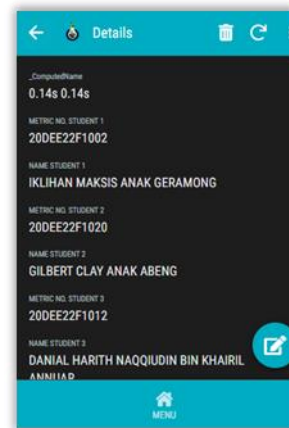 Details
_ComputedName
0.14s 0.14s
METRIC NO. STUDENT 1
20DEE22F1002
NAME STUDENT 1
IKLIHAN MAKSIS ANAK GERAMONG
METRIC NO. STUDENT 2
20DEE22F1020
NAME STUDENT 2
GILBERT CLAY ANAK ABENG
METRIC NO. STUDENT 3
20DEE22F1012
NAME STUDENT 3
DANIAL HARITH NAQQIUDIN BIN KHAIRIL
ANNUAR
MENU